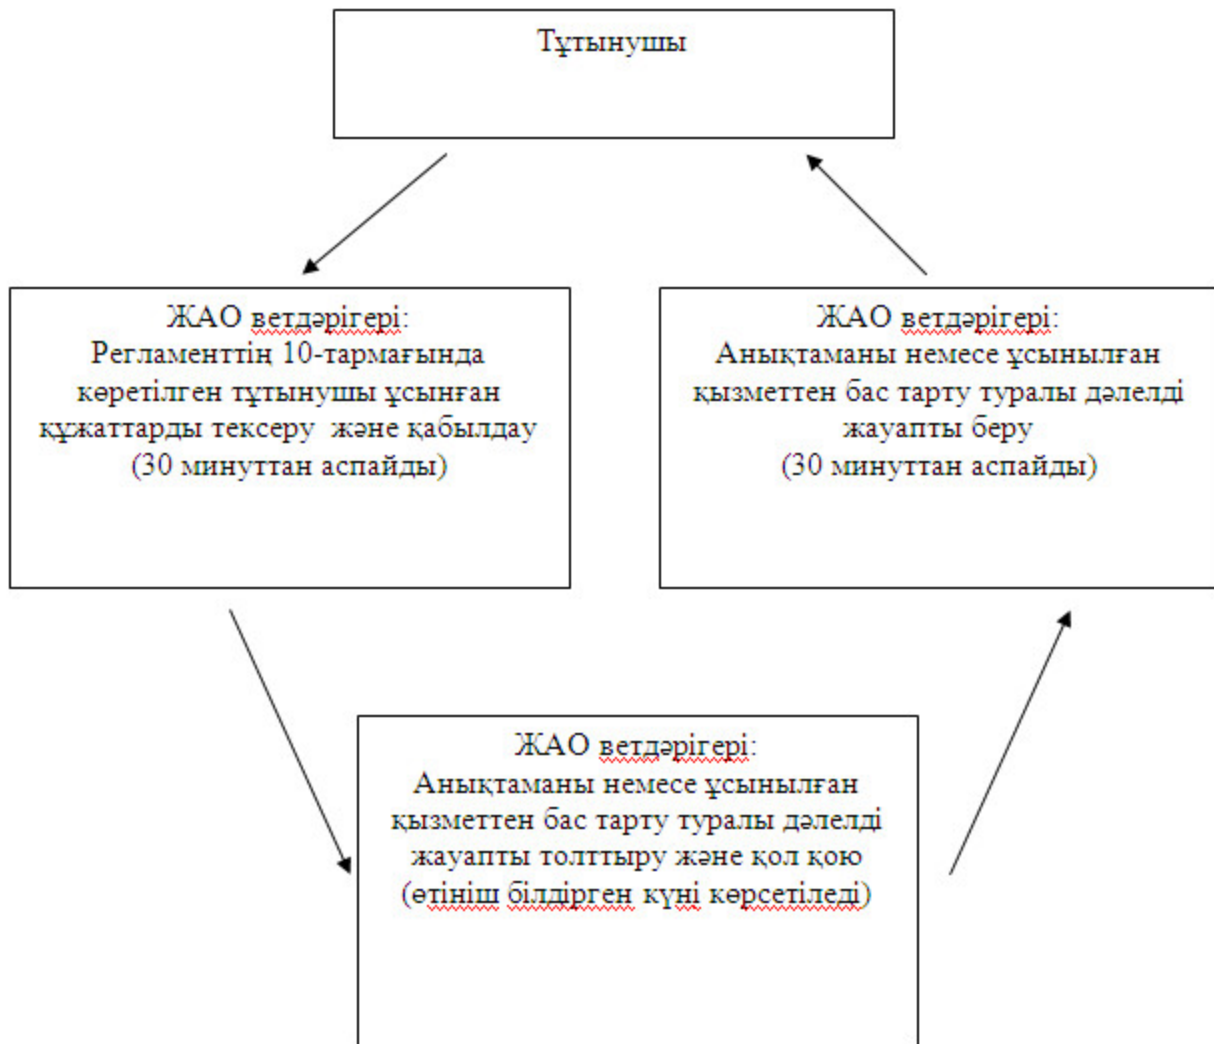 Тұтынушы
ЖАО ветдәрігері:
Регламенттің 10-тармағында
көретілген тұтынушы ұсынған
құжаттарды тексеру және қабылдау
(30 минуттан аспайды)
ЖАО ветдәрігері:
Анықтаманы немесе ұсынылған
қызметтен бас тарту туралы дәлелді
жауапты беру
(30 минуттан аспайды)
ЖАО ветдәрігері:
Анықтаманы немесе ұсынылған
қызметтен бас тарту туралы дәлелді
жауапты толттыру және қол қою
(өтініш білдірген күні көрсетіледі)